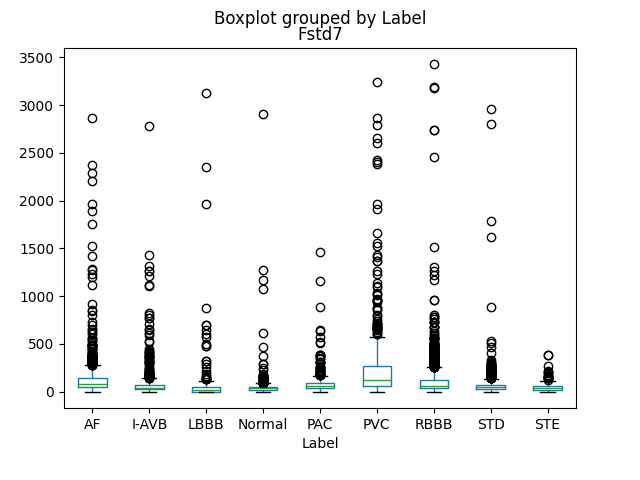 Boxplot grouped by Label
Fstd7
3500
3000
2500
2000
1500
1000
500
0
AF I-AVB LBBB Normal PAC PVC RBBB STD STE
Label